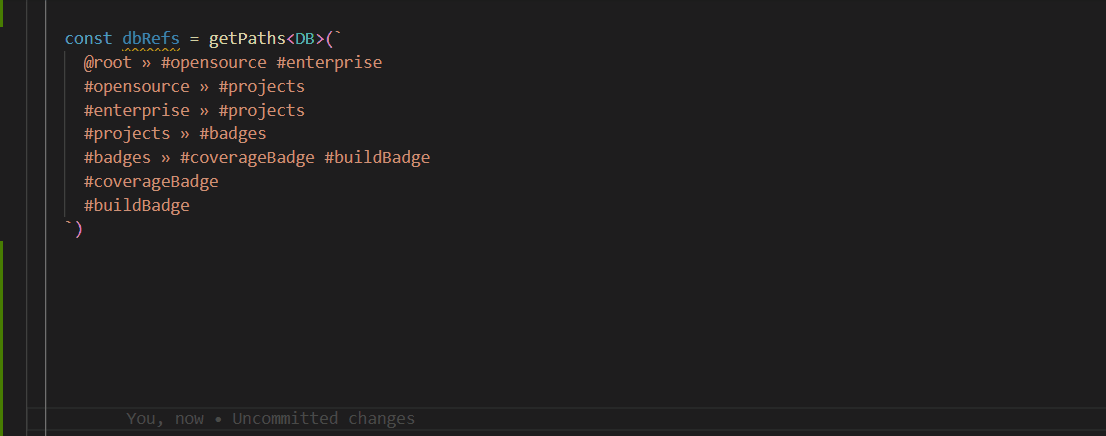 const dbRefs = getPaths<DB>(`
@root » #opensource #enterprise
#opensource » #projects
#enterprise » #projects
#projects » #badges
#badges » #coverageBadge #buildBadge
#coverageBadge
#buildBadge
`)
You, now • Uncommitted changes